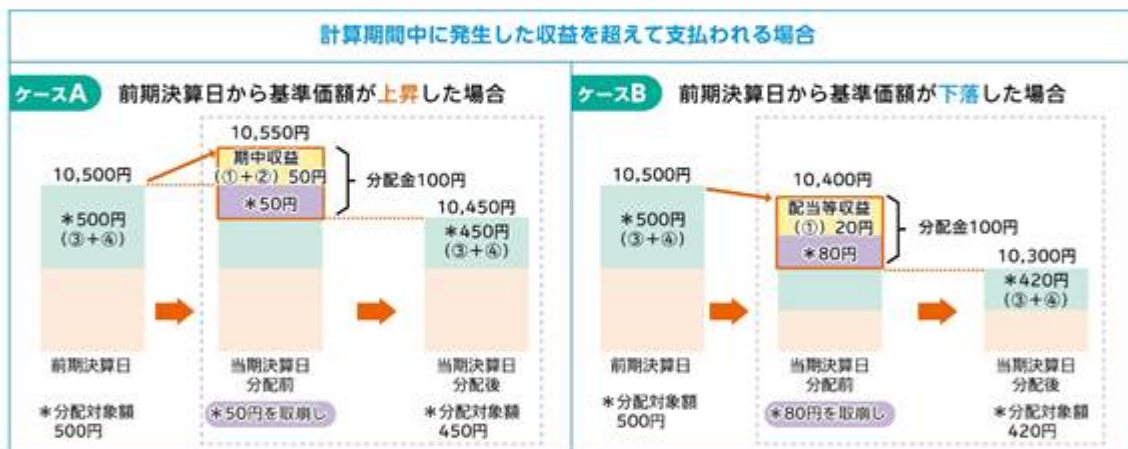 計算期間中に発生した収益を超えて支払われる場合
ケースA 前期決算日から基準価額が上昇した場合
10,550円
10,500円
期中収益
(①+②) 50円
分配金100円
*500円
(③+④)
*50円
10,450円
*450円
(③+④)
前期決算日
当期決算日
分配前
当期決算日
分配後
*分配対象額
500円
*50円を取崩し
*分配対象額
450円
ケースB 前期決算日から基準価額が下落した場合
10,500円
10,400円
*500円
(③+④)
配当等収益
(①) 20円
分配金100円
*80円
10,300円
*420円
(③+④)
前期決算日
当期決算日
分配前
当期決算日
分配後
*分配対象額
500円
*80円を取崩し
*分配対象額
420円